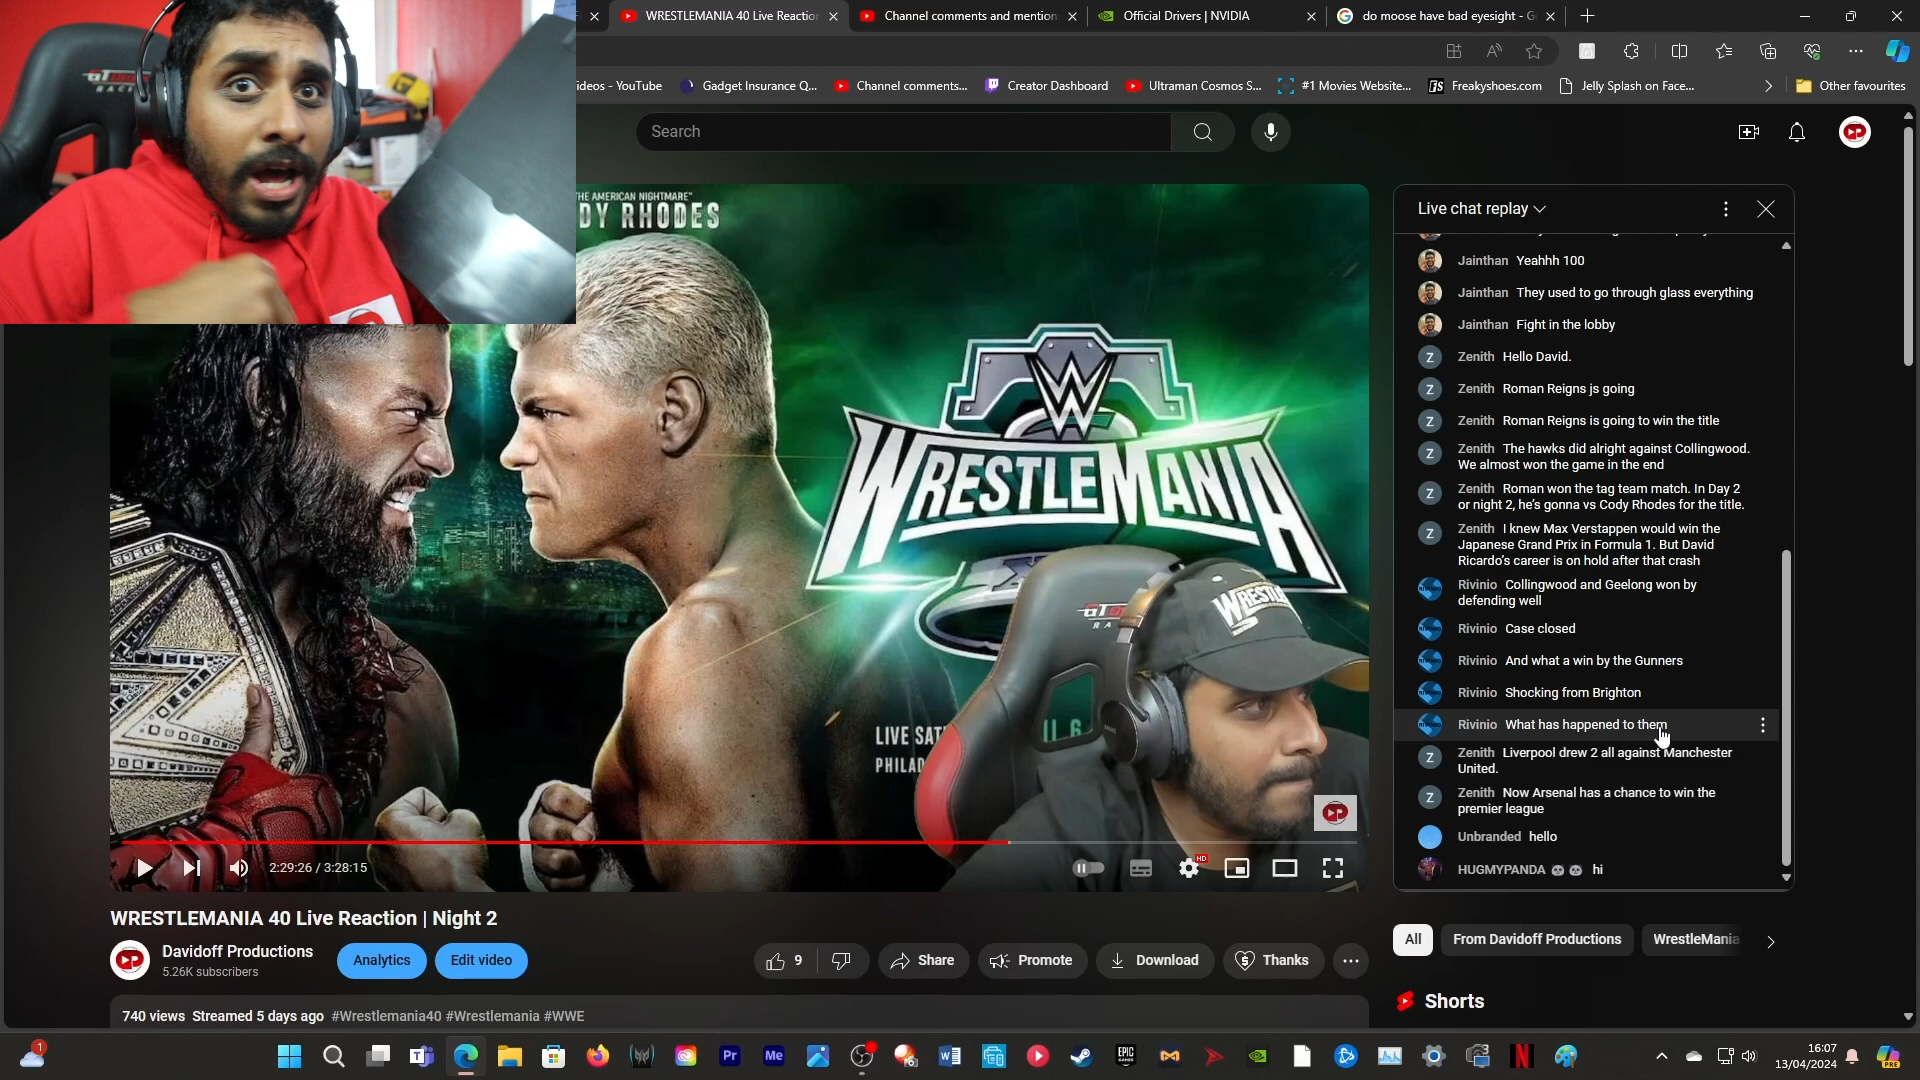 WRESTLEMANIA 40 Live Reaction
Channel comments and mention
Official Drivers | NVIDIA
do moose have bad eyesight - G
ideos - YouTube
Gadget Insurance Q...
Channel comments...
Creator Dashboard
Ultraman Cosmos S...
#1 Movies Website...
Freakyshoes.com
Jelly Splash on Face...
Other favourites
Search
THE AMERICAN NIGHTMARE"
DY RHODES
WRESTLEMANIA
LIVE SAT
PHILAD
Live chat replay
Jainthan Yeahhh 100
Jainthan They used to go through glass everything
Jainthan Fight in the lobby
Zenith Hello David.
Zenith Roman Reigns js going
Zenith Roman Reigns is going to win the title
Zenith The hawks did alright against Collingwood.
We almost won the game in the end
Zenith Roman won the tag team match. In Day 2
or night 2, he's gonna vs Cody Rhodes for the title.
Zenith I knew Max Verstappen would win the
Japanese Grand Prix in Formula 1. But David
Ricardo's career is on hold after that crash
Rivinio Collingwood and Geelong won by
defending well
Rivinio Case closed
Rivinio And what a win by the Gunners
Rivinio Shocking from Brighton
Rivinio What has happened to them
Zenith Liverpool drew 2 all against Manchester
United.
Zenith Now Arsenal has a chance to win the
premier league
Unbranded hello
HUGMYPANDA 🐼 🐼 hi
2:29:26 / 3:28:15
HD
WRESTLEMANIA 40 Live Reaction | Night 2
Davidoff Productions
5.26K subscribers
Analytics
Edit video
9
Share
Promote
Download
Thanks
All
From Davidoff Productions
WrestleMania
Shorts
740 views Streamed 5 days ago #Wrestlemania40 #Wrestlemania #WWE
1
Pr
Me
EPIC
GAMES
16:07
13/04/2024
PRE